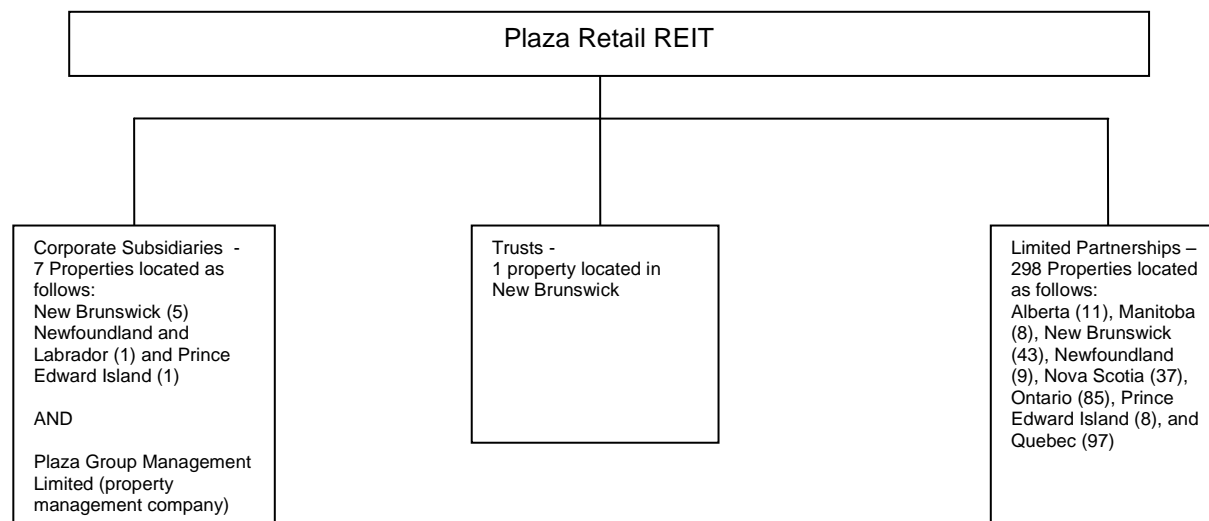 Plaza Retail REIT
Corporate Subsidiaries -
7 Properties located as
follows:
New Brunswick (5)
Newfoundland and
Labrador (1) and Prince
Edward Island (1)
AND
Plaza Group Management
Limited (property
management company)
Trusts -
1 property located in
New Brunswick
Limited Partnerships –
298 Properties located
as follows:
Alberta (11), Manitoba
(8), New Brunswick
(43), Newfoundland
(9), Nova Scotia (37),
Ontario (85), Prince
Edward Island (8), and
Quebec (97)